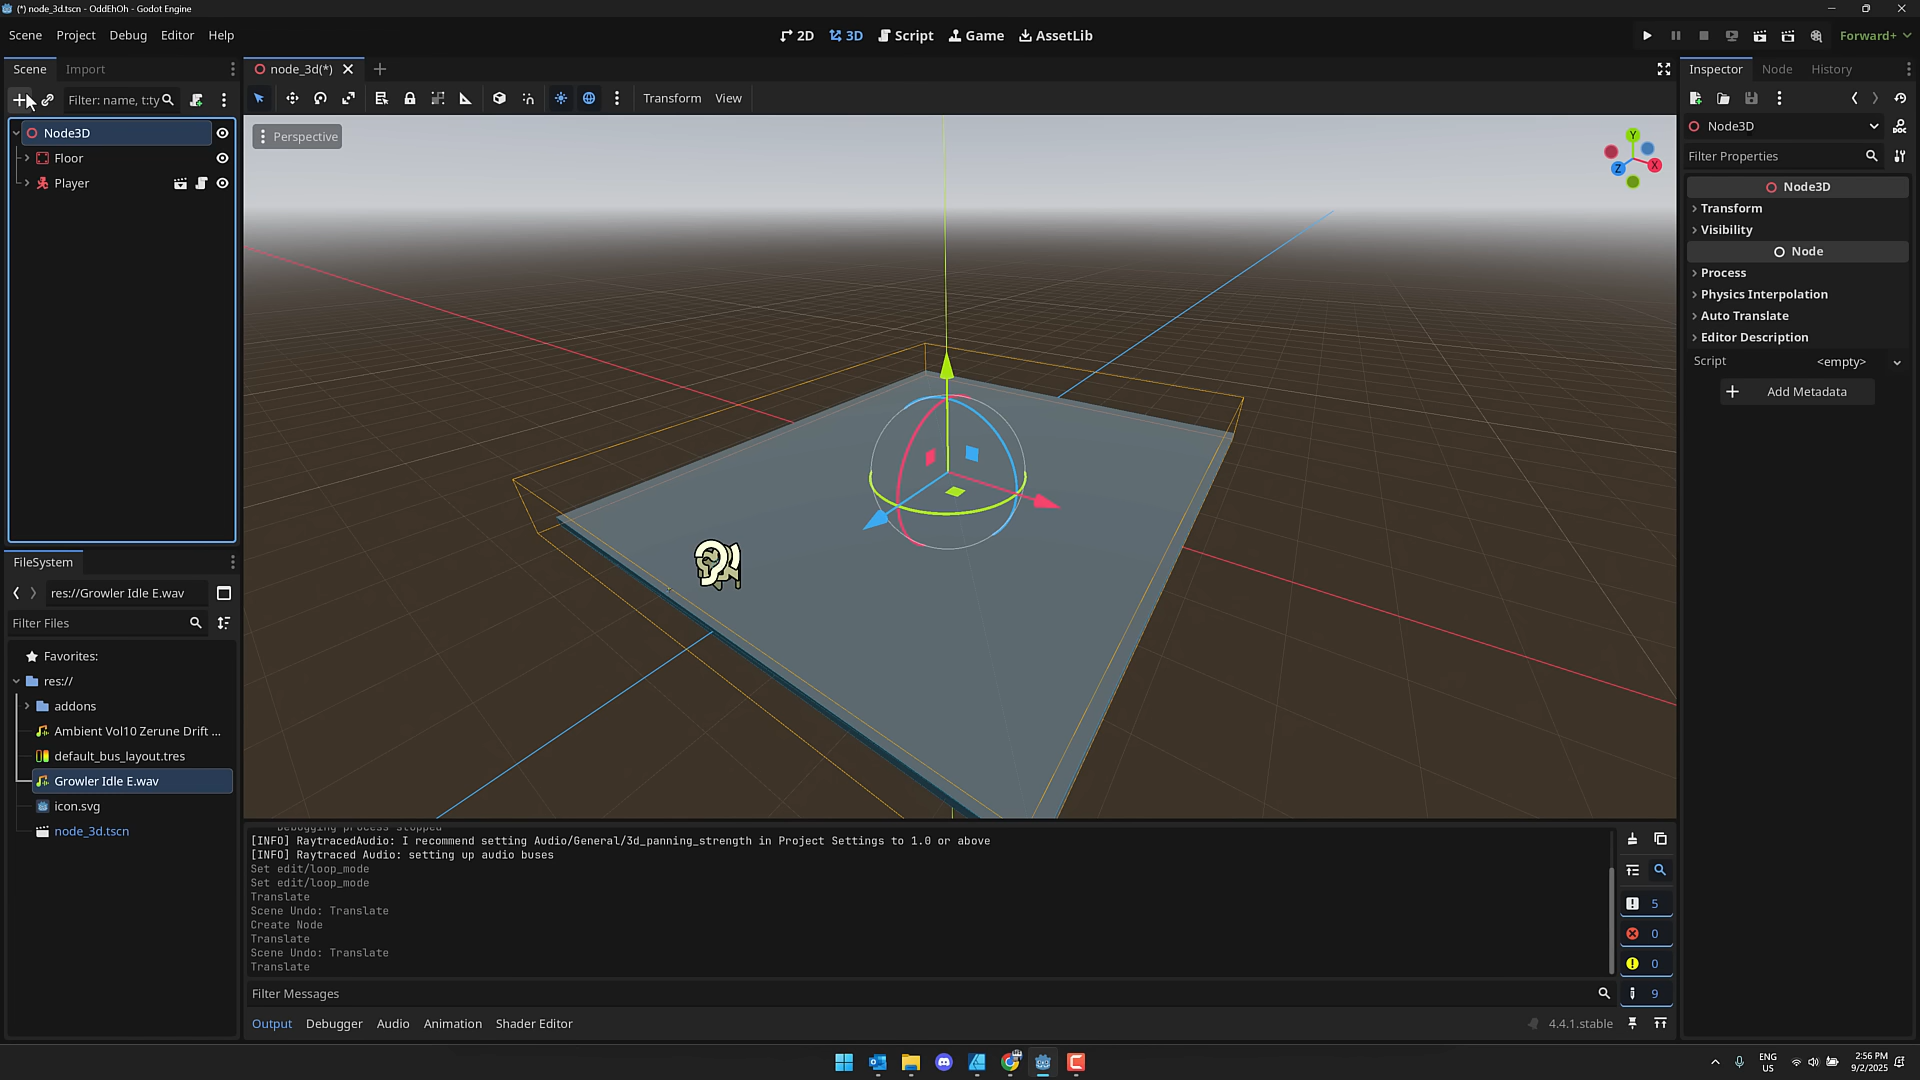 (*) node_3d.tscn - OddEhOh - Godot Engine
Scene Project Debug Editor Help
2D 3D Script Game AssetLib
Forward+
Scene Import
node_3d(*)
Inspector Node History
Filter: name, t:ty
Transform View
Node3D
Floor
Player
Perspective
Y
X
Z
Node3D
Filter Properties
Node3D
Transform
Visibility
Node
Process
Physics Interpolation
Auto Translate
Editor Description
Script <empty>
Add Metadata
FileSystem
res://Growler Idle E.wav
Filter Files
Favorites:
res://
addons
Ambient Vol10 Zerune Drift ...
default_bus_layout.tres
Growler Idle E.wav
icon.svg
node_3d.tscn
Debugging process stopped
[INFO] RaytracedAudio: I recommend setting Audio/General/3d_panning_strength in Project Settings to 1.0 or above
[INFO] Raytraced Audio: setting up audio buses
Set edit/loop_mode
Set edit/loop_mode
Translate
Scene Undo: Translate
Create Node
Translate
Scene Undo: Translate
Translate
5
0
0
9
Filter Messages
Output Debugger Audio Animation Shader Editor
4.4.1.stable
ENG
US
2:56 PM
9/2/2025